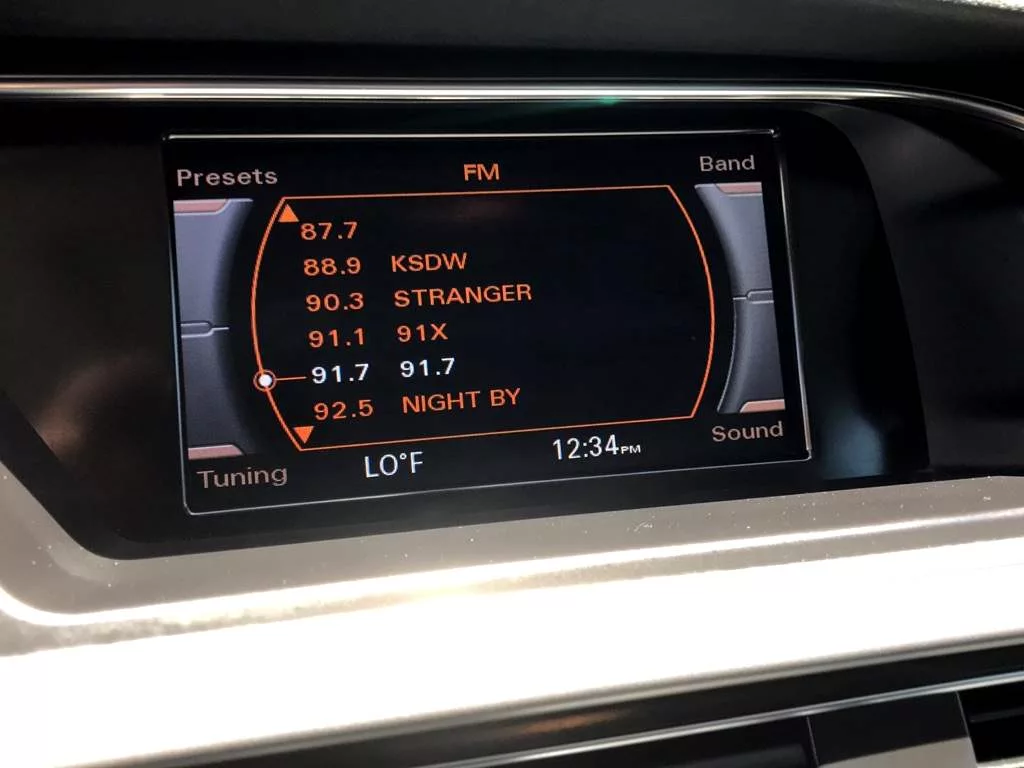 Presets FM Band
87.7
88.9 KSDW
90.3 STRANGER
91.1 91X
91.7 91.7
92.5 NIGHT BY
Tuning LO°F 12:34PM Sound